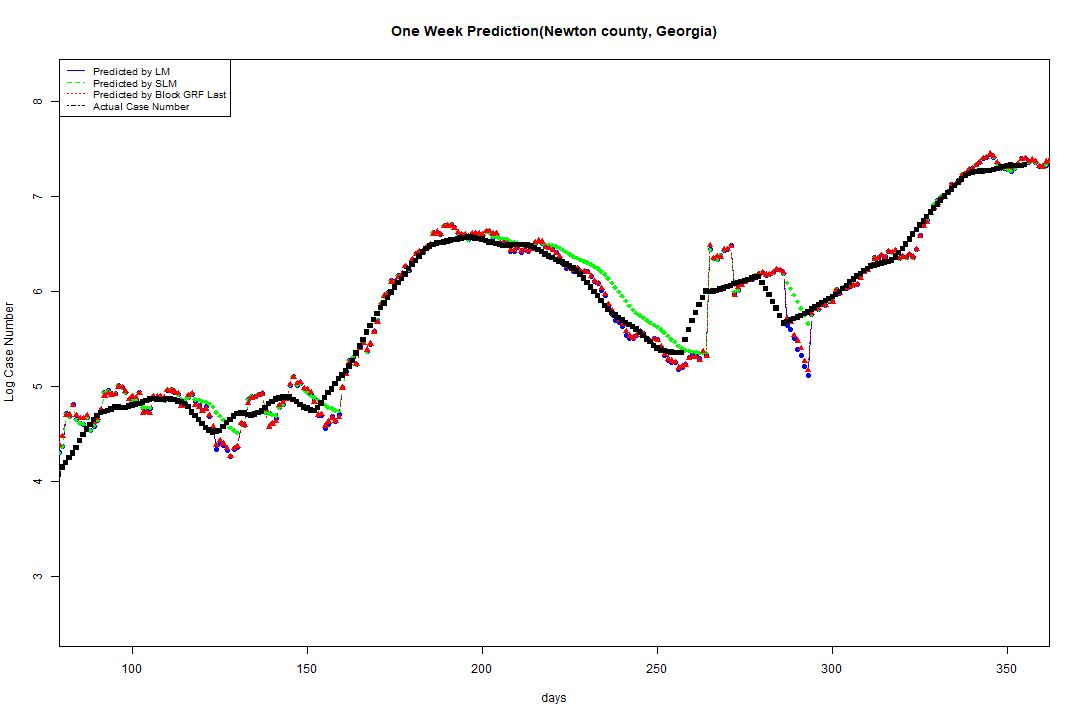 One Week Prediction(Newton county, Georgia)
Predicted by LM
Predicted by SLM
Predicted by Block GRF Last
Actual Case Number
8
7
6
5
4
3
Log Case Number
100 150 200 250 300 350
days